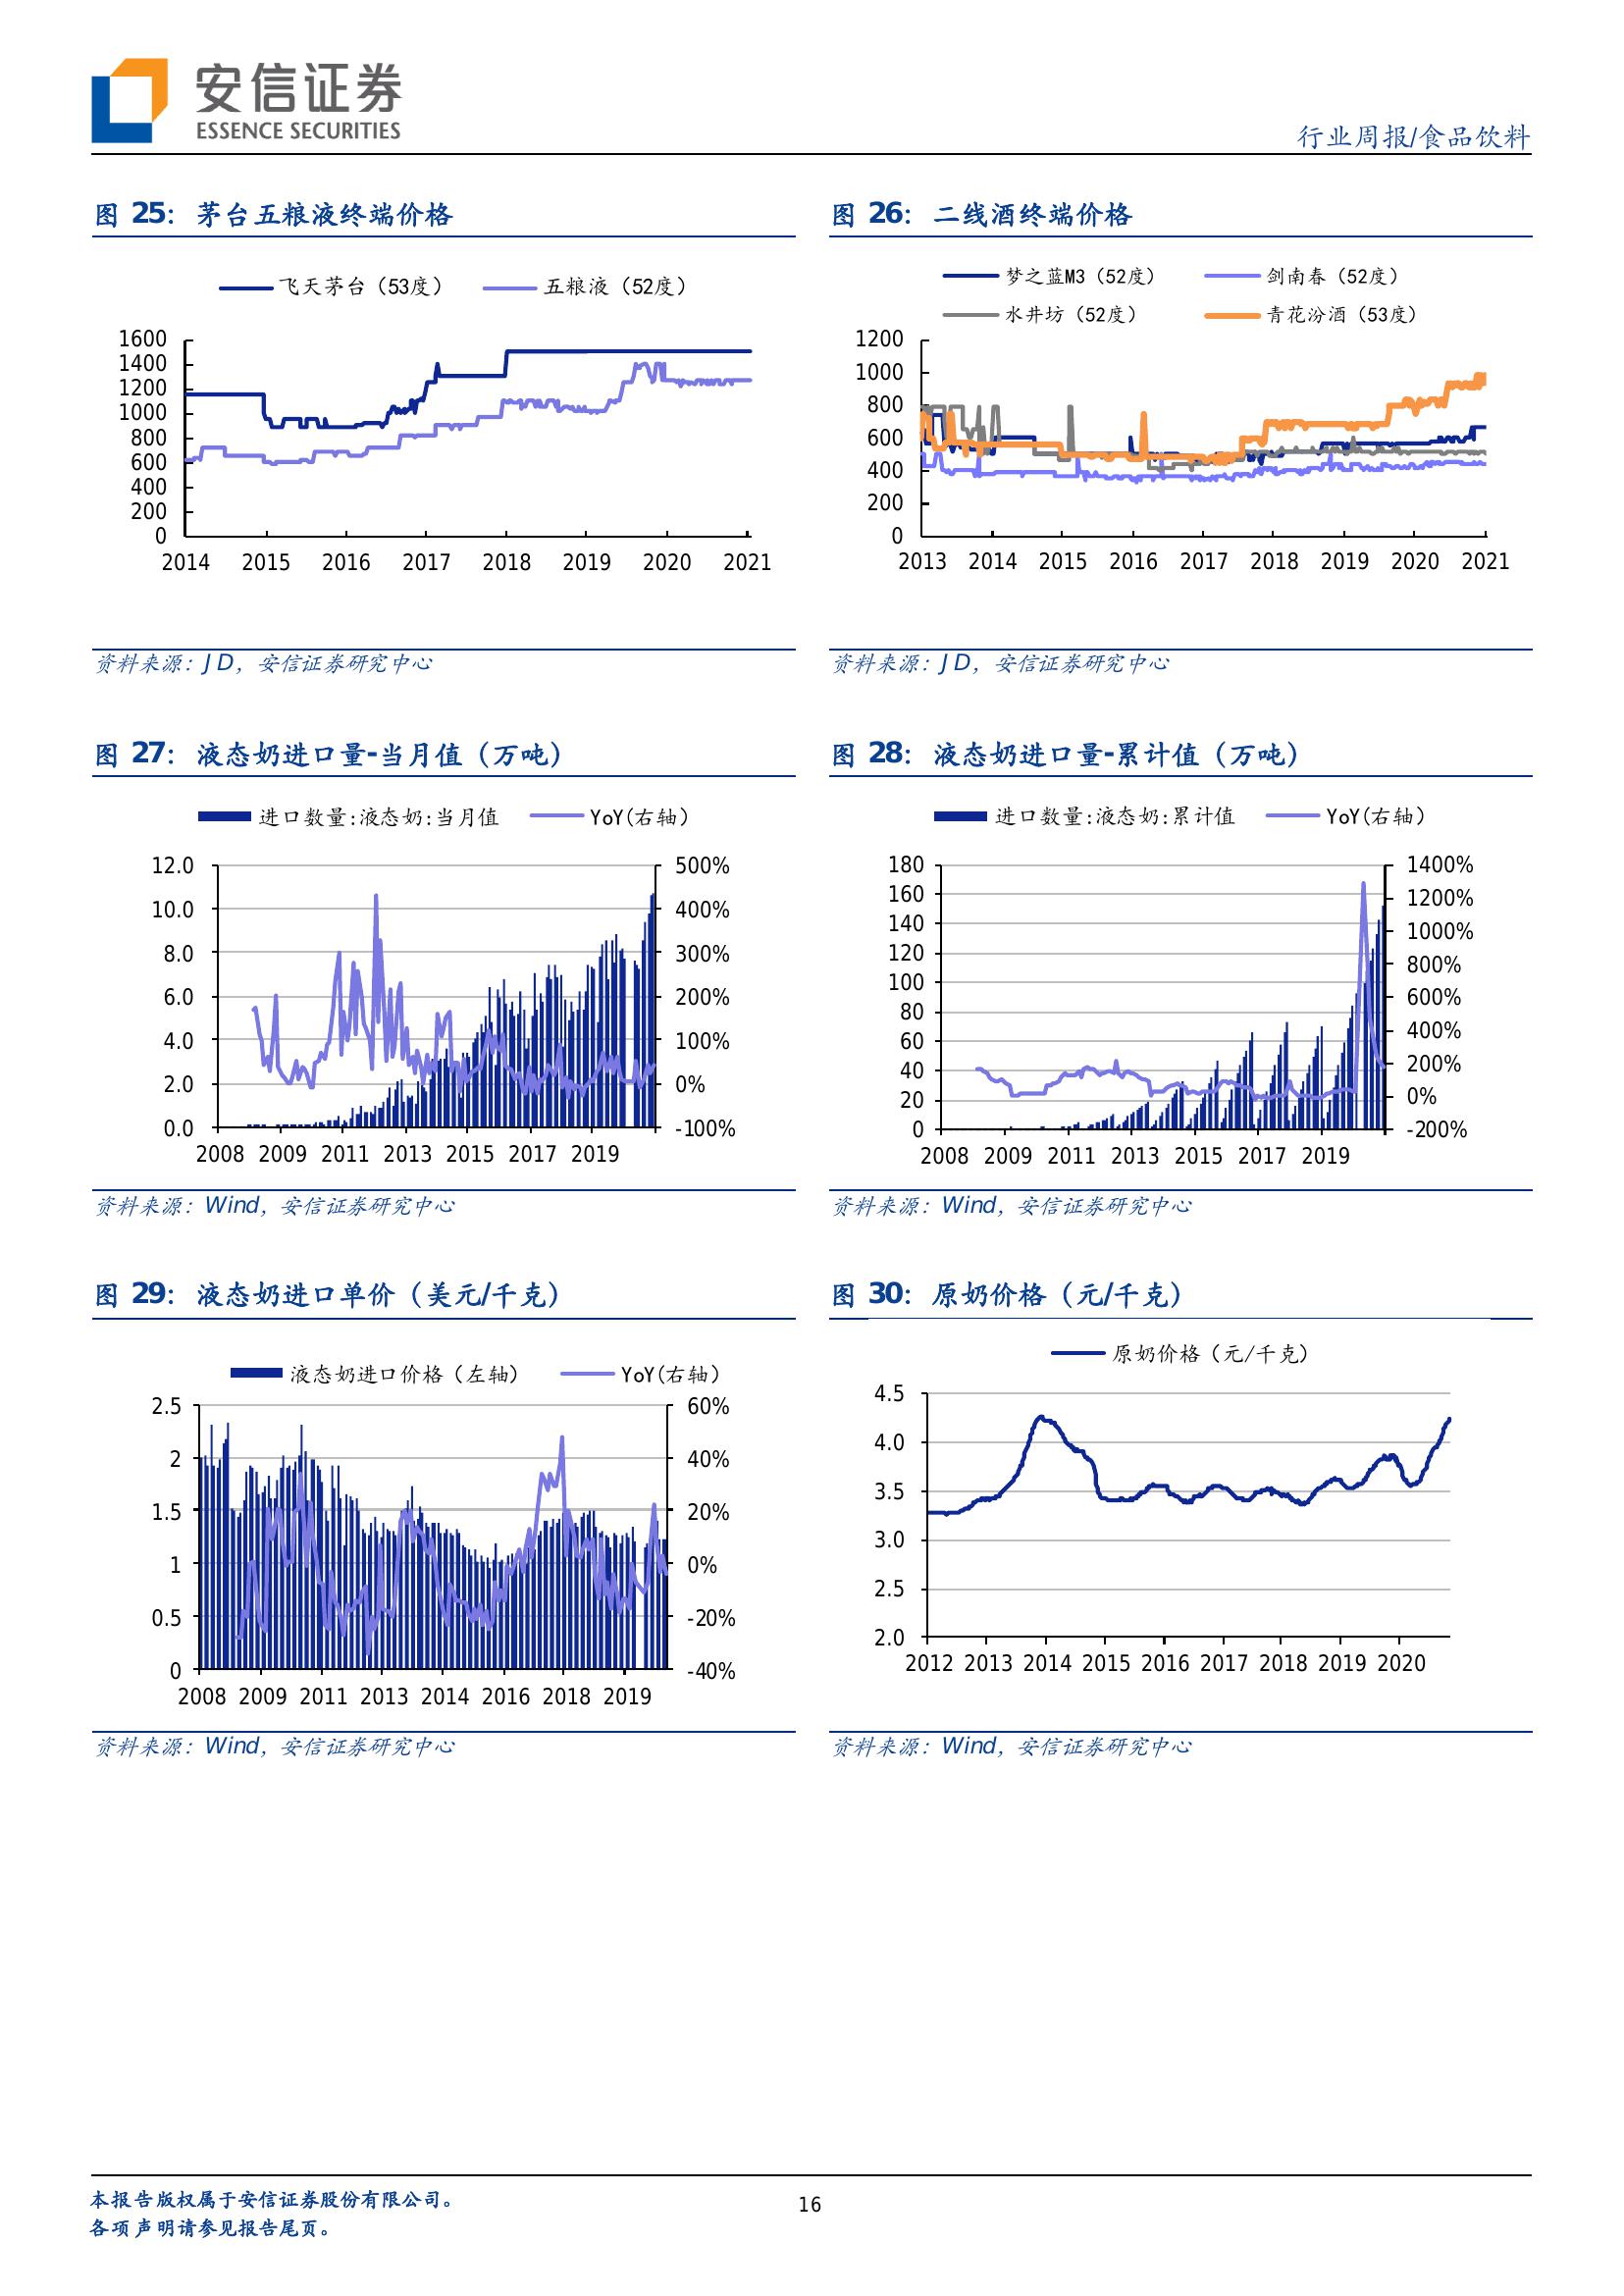 安信证券
ESSENCE SECURITIES
行业周报/食品饮料
图 25：茅台五粮液终端价格
飞天茅台（53度）
五粮液（52度）
1600
1400
1200
1000
800
600
400
200
0
2014 2015 2016 2017 2018 2019 2020 2021
资料来源：JD，安信证券研究中心
图 26：二线酒终端价格
梦之蓝M3（52度）
剑南春（52度）
水井坊（52度）
青花汾酒（53度）
1200
1000
800
600
400
200
0
2013 2014 2015 2016 2017 2018 2019 2020 2021
资料来源：JD，安信证券研究中心
图 27：液态奶进口量-当月值（万吨）
进口数量:液态奶:当月值
YoY(右轴）
12.0
10.0
8.0
6.0
4.0
2.0
0.0
500%
400%
300%
200%
100%
0%
-100%
2008 2009 2011 2013 2015 2017 2019
资料来源：Wind，安信证券研究中心
图 28：液态奶进口量-累计值（万吨）
进口数量:液态奶:累计值
YoY(右轴）
180
160
140
120
100
80
60
40
20
0
1400%
1200%
1000%
800%
600%
400%
200%
0%
-200%
2008 2009 2011 2013 2015 2017 2019
资料来源：Wind，安信证券研究中心
图 29：液态奶进口单价（美元/千克）
液态奶进口价格（左轴）
YoY(右轴）
2.5
2
1.5
1
0.5
0
60%
40%
20%
0%
-20%
-40%
2008 2009 2011 2013 2014 2016 2018 2019
资料来源：Wind，安信证券研究中心
图 30：原奶价格（元/千克）
原奶价格（元/千克）
4.5
4.0
3.5
3.0
2.5
2.0
2012 2013 2014 2015 2016 2017 2018 2019 2020
资料来源：Wind，安信证券研究中心
本报告版权属于安信证券股份有限公司。
各项声明请参见报告尾页。
16